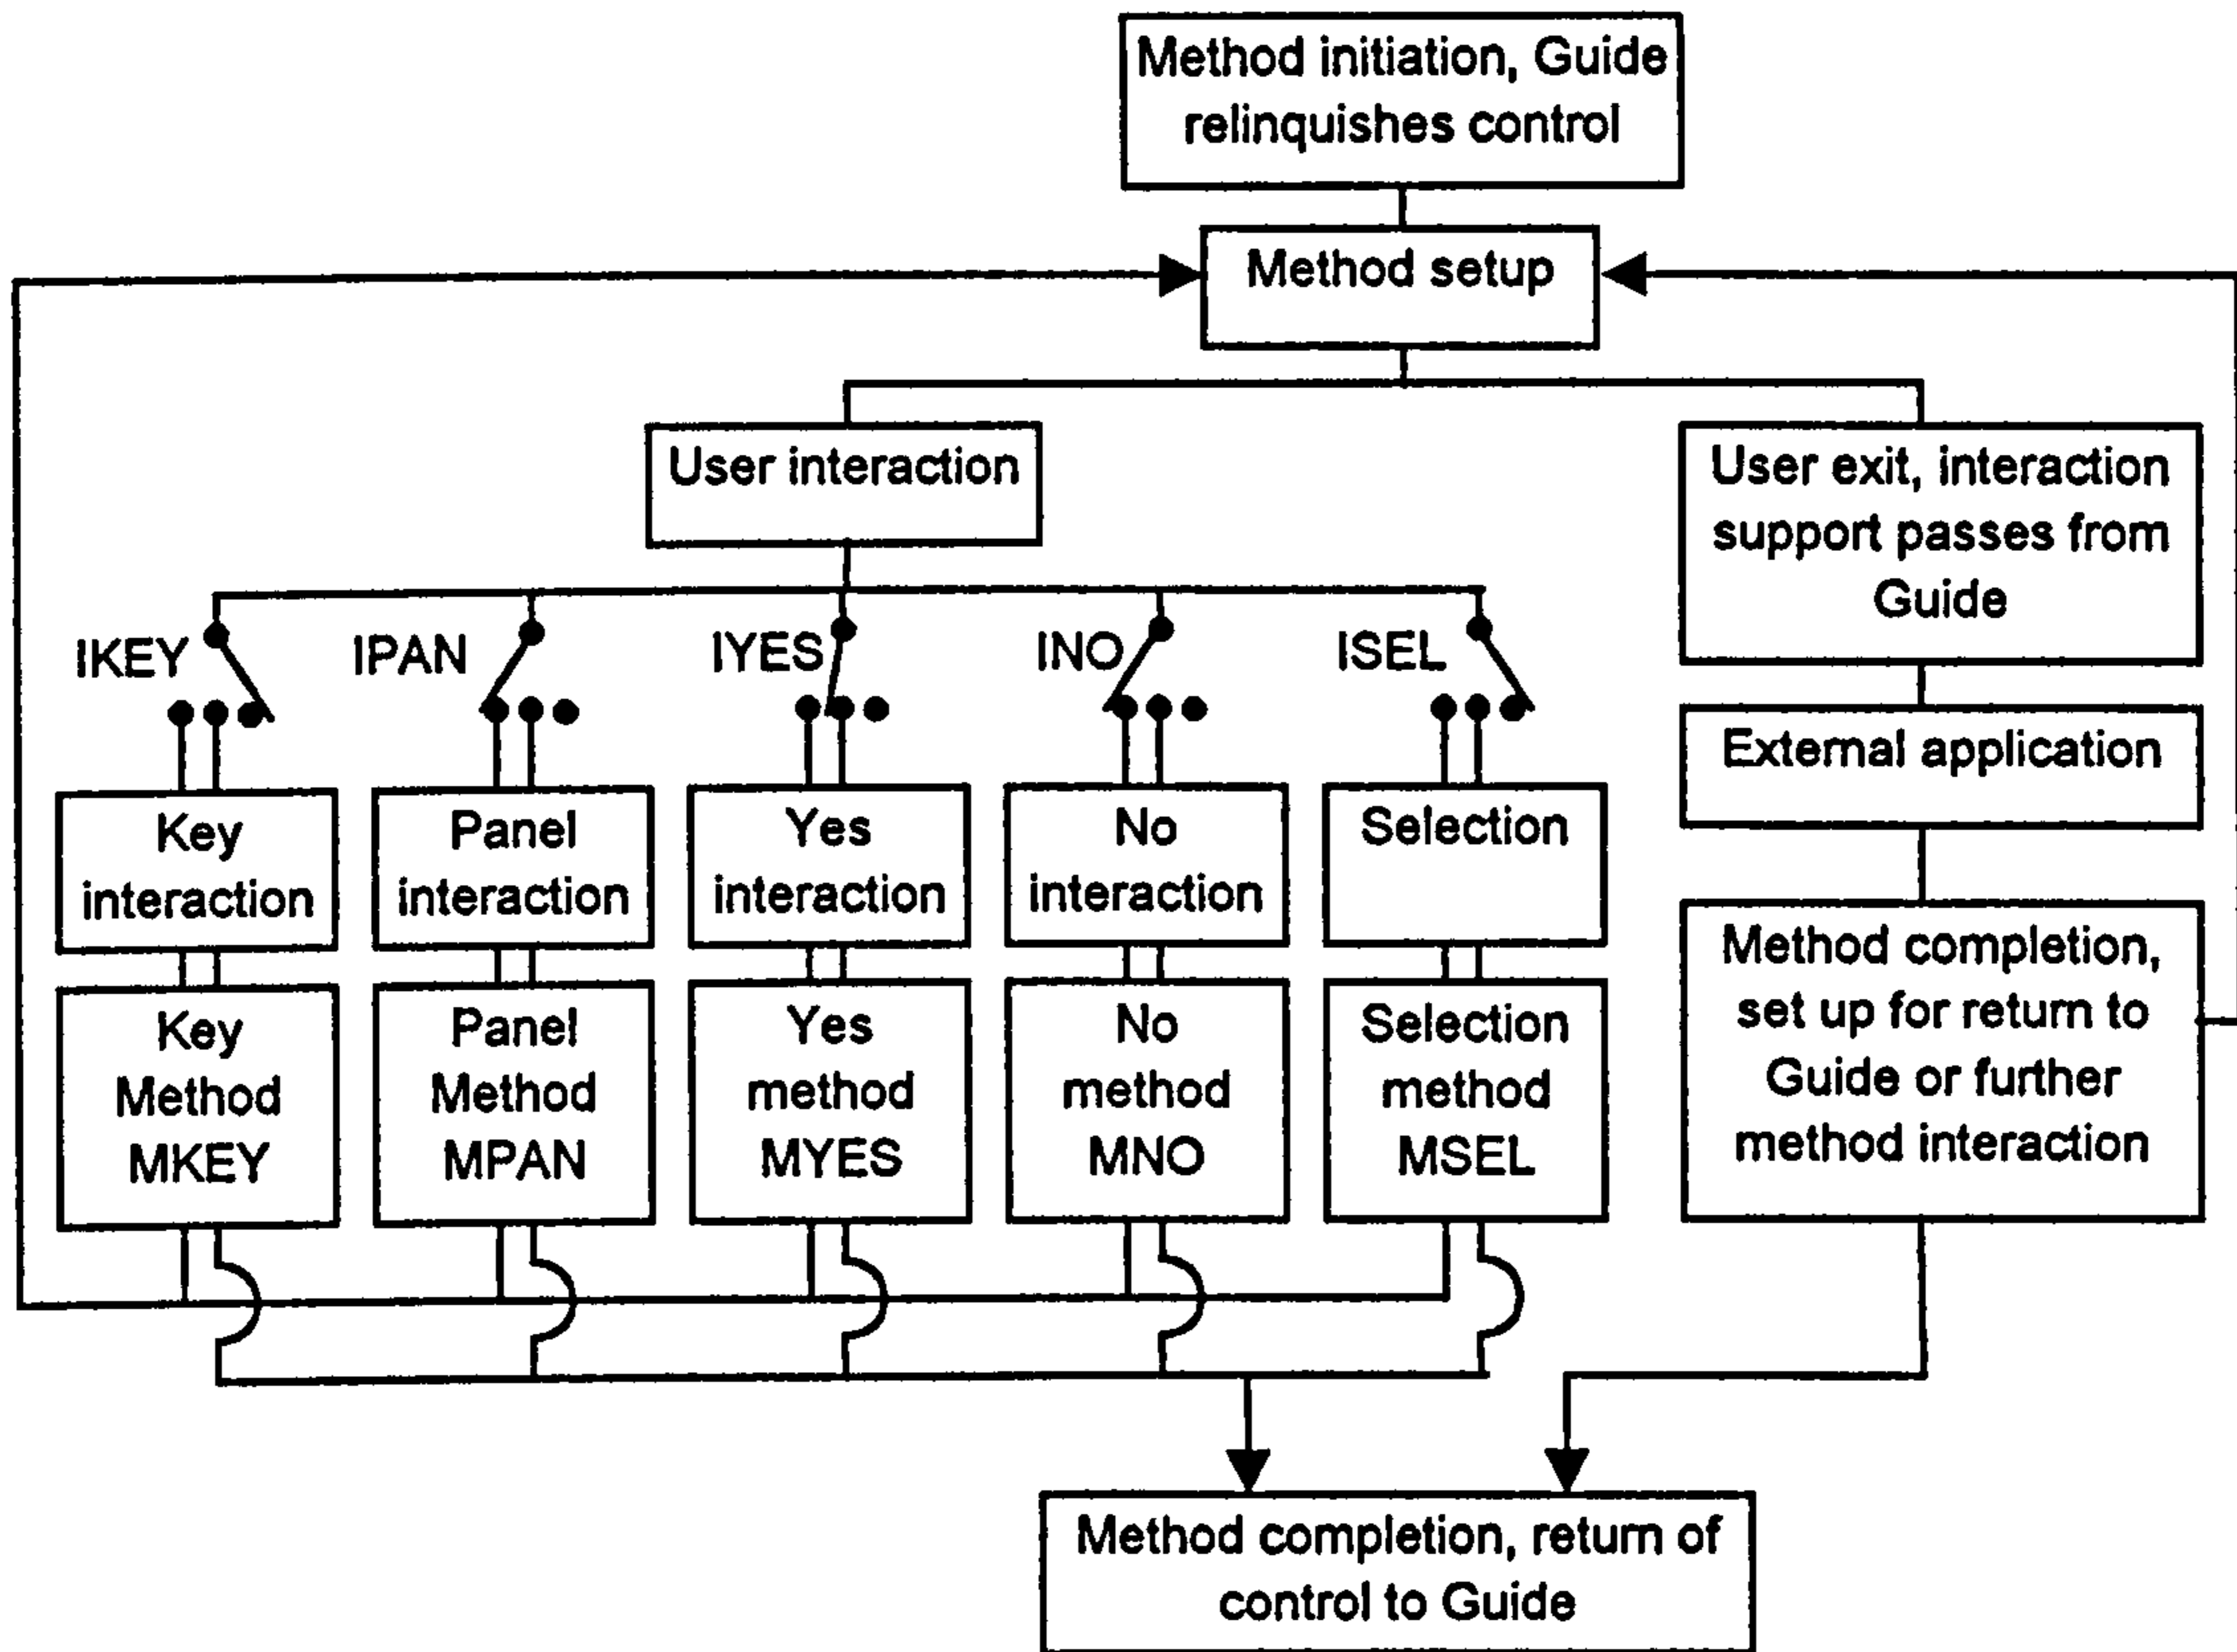 Method initiation, Guide
relinquishes control
Method setup
User interaction
User exit, interaction
support passes from
Guide
IKEY
IPAN
IYES
INO
ISEL
External application
Key
interaction
Panel
interaction
Yes
interaction
No
interaction
Selection
Key
Method
MKEY
Panel
Method
MPAN
Yes
method
MYES
No
method
MNO
Selection
method
MSEL
Method completion,
set up for return to
Guide or further
method interaction
Method completion, return of
control to Guide